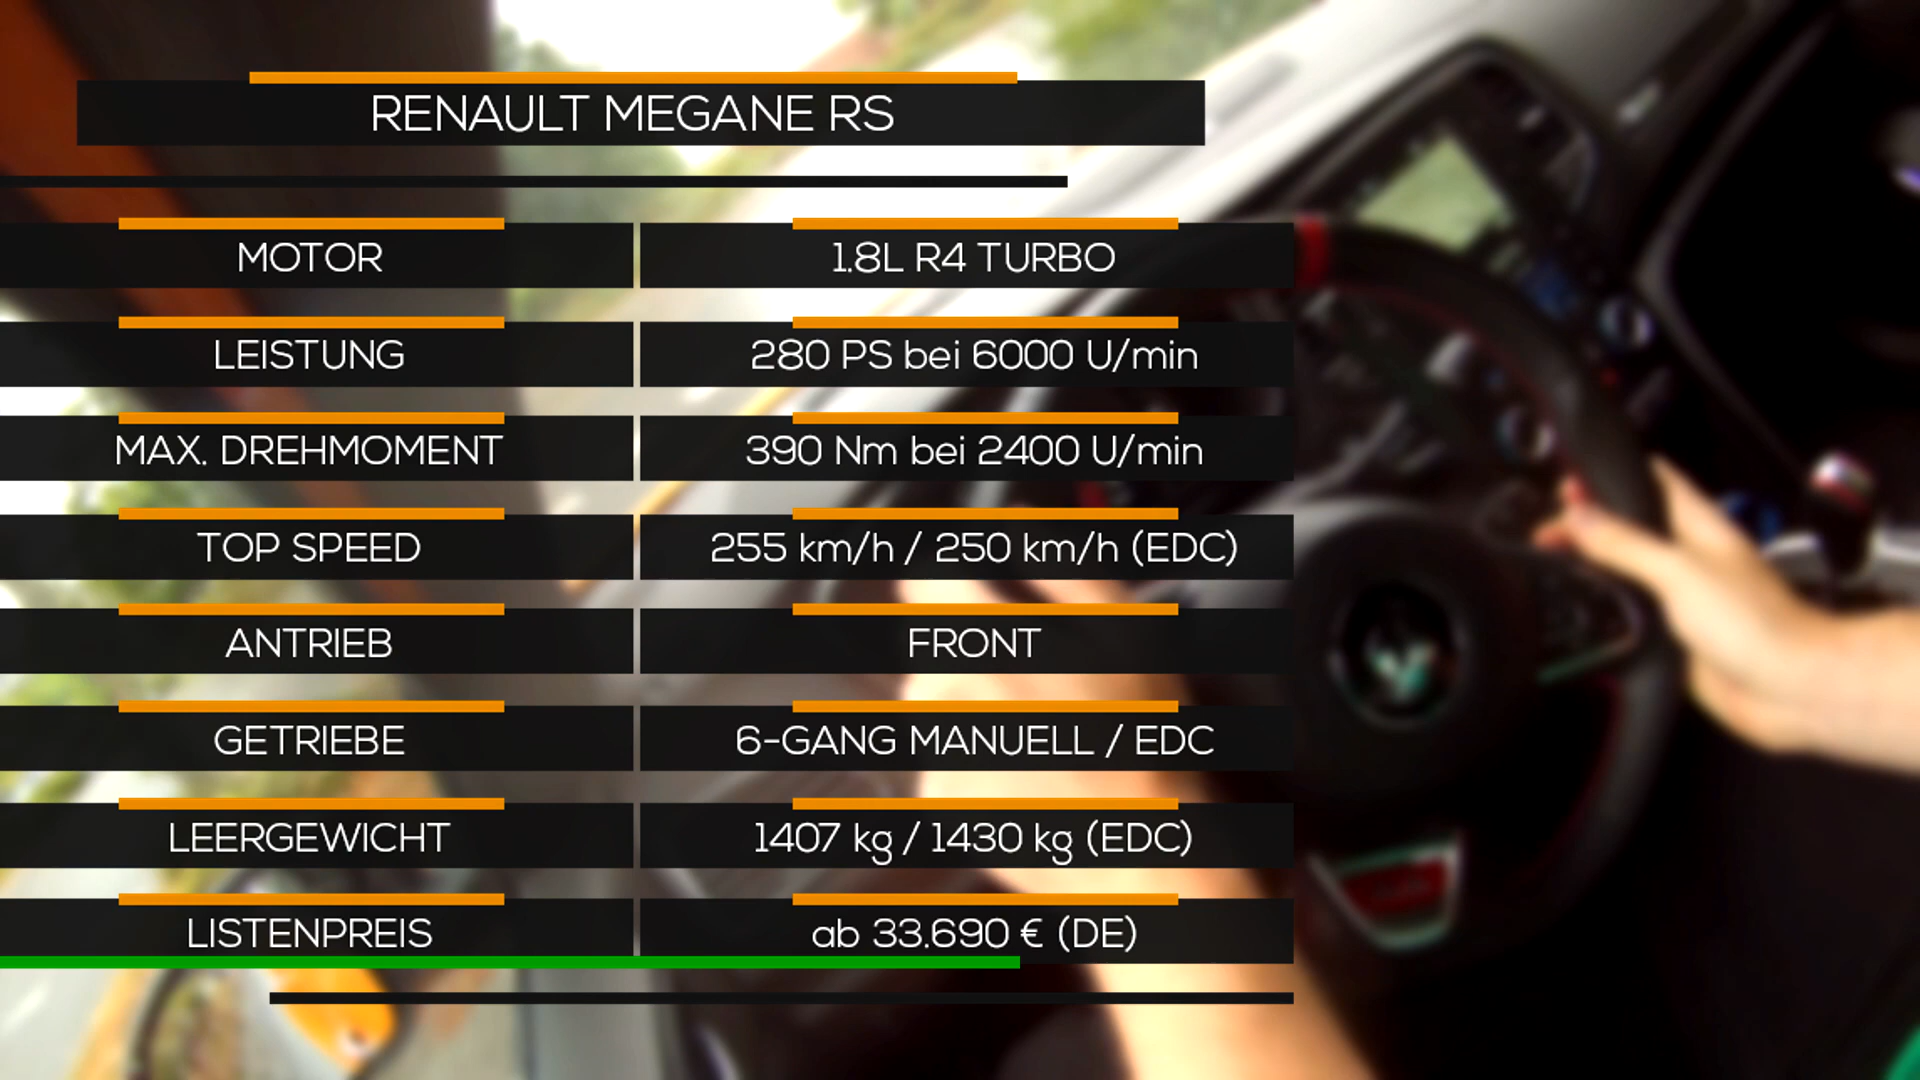 RENAULT MEGANE RS
MOTOR
1.8L R4 TURBO
LEISTUNG
280 PS bei 6000 U/min
MAX. DREHMOMENT
390 Nm bei 2400 U/min
TOP SPEED
255 km/h / 250 km/h (EDC)
ANTRIEB
FRONT
GETRIEBE
6-GANG MANUELL / EDC
LEERGEWICHT
1407 kg / 1430 kg (EDC)
LISTENPREIS
ab 33.690 € (DE)